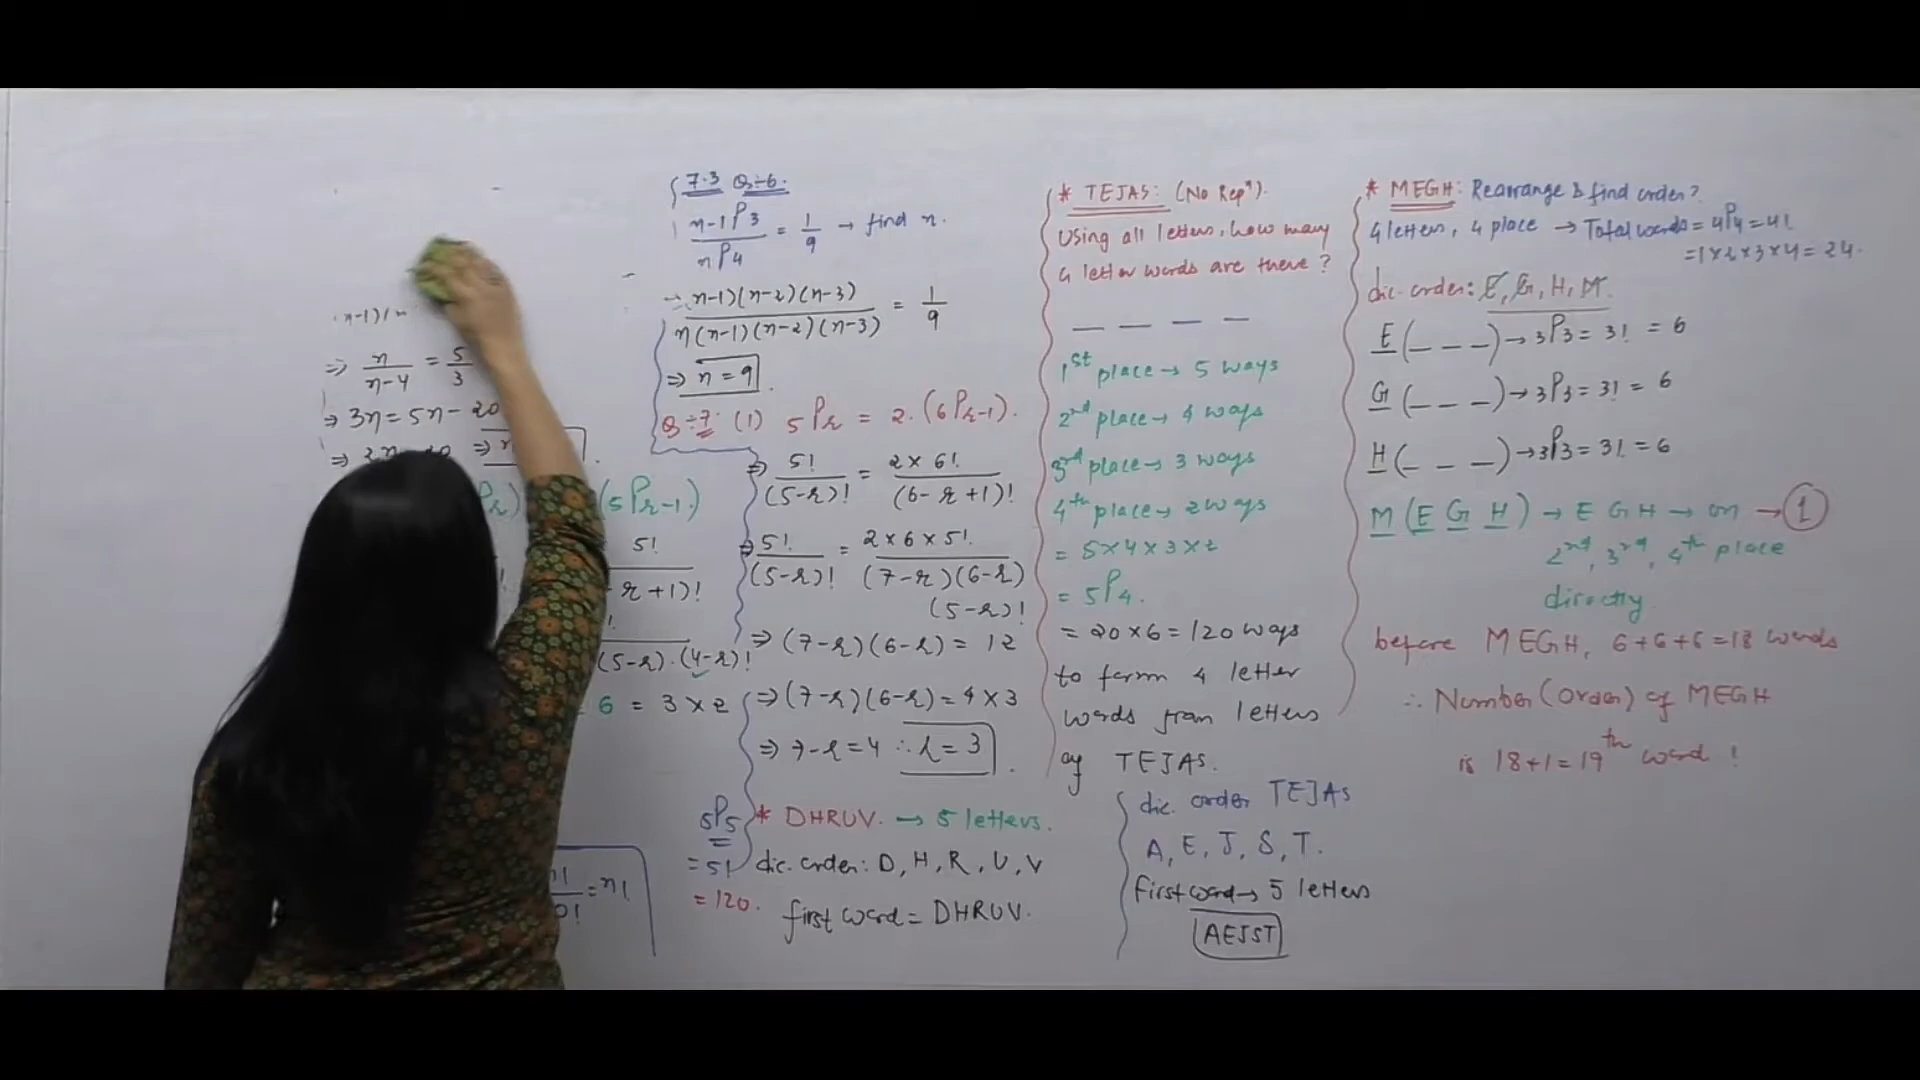 n-1)(n
⇒ n/(n-4) = 5/3
⇒ 3n = 5n - 20
⇒
r) (5Pr-1)
5!
r+1)!
(5-r).(4-r)!
6 = 3 × 2
n!/0! = n!
7.3 Q÷6.
n-1P3/nP4 = 1/9 → find n.
n-1)(n-2)(n-3)/n(n-1)(n-2)(n-3) = 1/9
⇒ n = 9
Q÷7. (1) 5Pr = 2.(6Pr-1).
⇒ 5!/(5-r)! = 2×6!/(6-r+1)!
⇒ 5!/(5-r)! = 2×6×5!/(7-r)(6-r)(5-r)!
⇒ (7-r)(6-r) = 12
⇒ (7-r)(6-r) = 4×3
⇒ 7-r = 4 ∴ r = 3
5P5
= 5!
= 120.
* DHRUV. → 5 letters.
dic. order: D, H, R, U, V
first word = DHRUV.
* TEJAS: (No Repⁿ).
Using all letters, how many
4 letter words are there?
_ _ _ _
1st place → 5 ways
2nd place → 4 ways
3rd place → 3 ways
4th place → 2 ways
= 5×4×3×2
= 5P4.
= 20×6 = 120 ways
to form 4 letter
words from letters
of TEJAS.
dic. order TEJAS
A, E, J, S, T.
first word → 5 letters
AEJST
* MEGH: Rearrange & find order?
4 letters, 4 place → Total words = 4P4 = 4!
= 1×2×3×4 = 24.
dic. order: E, G, H, M.
E (_ _ _) → 3P3 = 3! = 6
G (_ _ _) → 3P3 = 3! = 6
H (_ _ _) → 3P3 = 3! = 6
M (E G H) → E G H → on → 1
2nd, 3rd, 4th place
directly
before MEGH, 6+6+6 = 18 words
∴ Number (order) of MEGH
is 18+1 = 19th word !